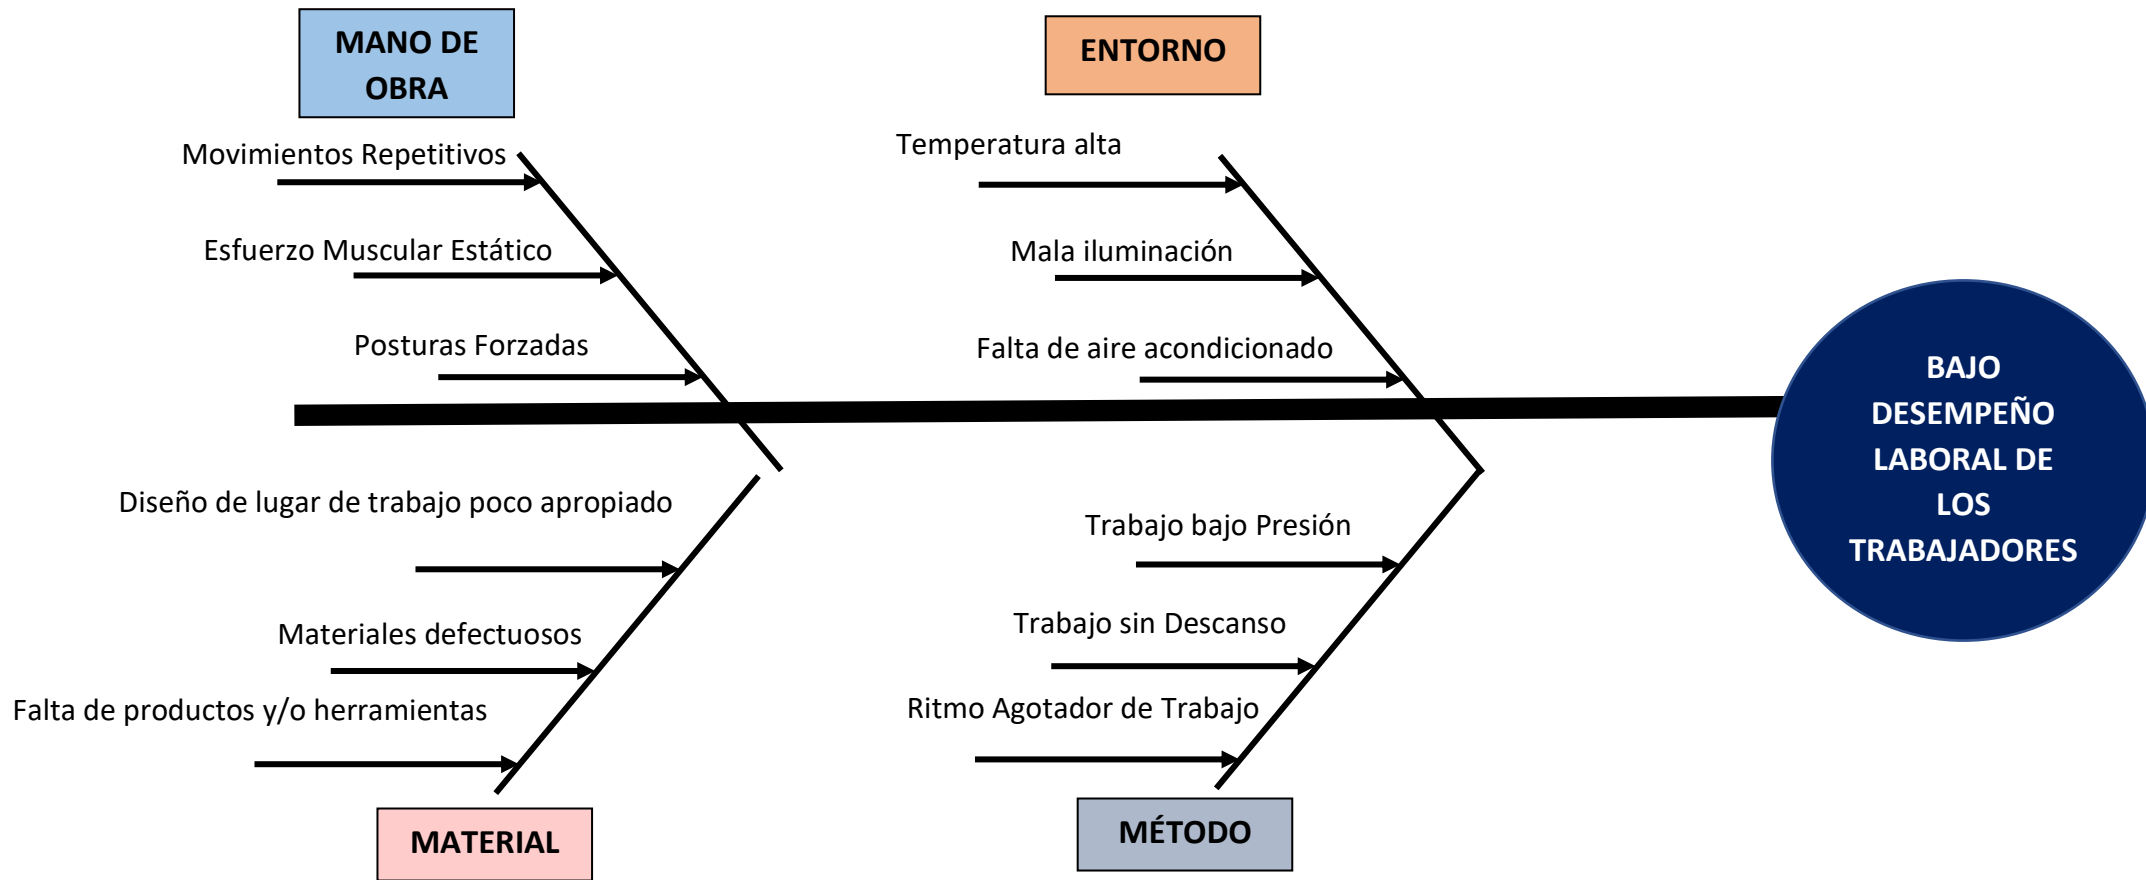 MANO DE
OBRA
ENTORNO
Movimientos Repetitivos
Temperatura alta
Esfuerzo Muscular Estático
Mala iluminación
Posturas Forzadas
Falta de aire acondicionado
BAJO
DESEMPEÑO
LABORAL DE
LOS
TRABAJADORES
Diseño de lugar de trabajo poco apropiado
Trabajo bajo Presión
Materiales defectuosos
Trabajo sin Descanso
Falta de productos y/o herramientas
Ritmo Agotador de Trabajo
MATERIAL
MÉTODO